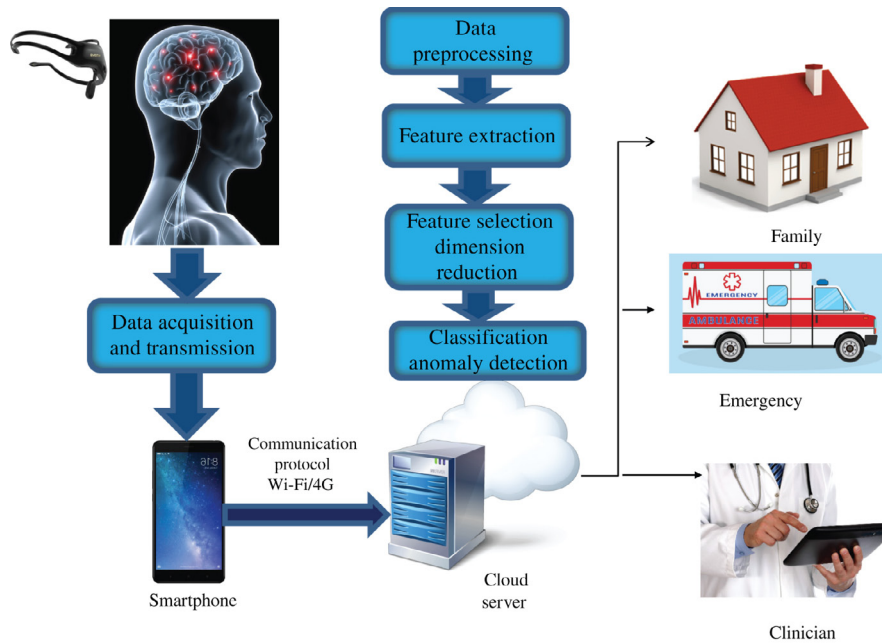 Data
preprocessing
Feature extraction
Feature selection
dimension
reduction
Classification
anomaly detection
Data acquisition
and transmission
Communication
protocol
Wi-Fi/4G
Smartphone
Cloud
server
Family
EMERGENCY
AMBULANCE
Emergency
Clinician